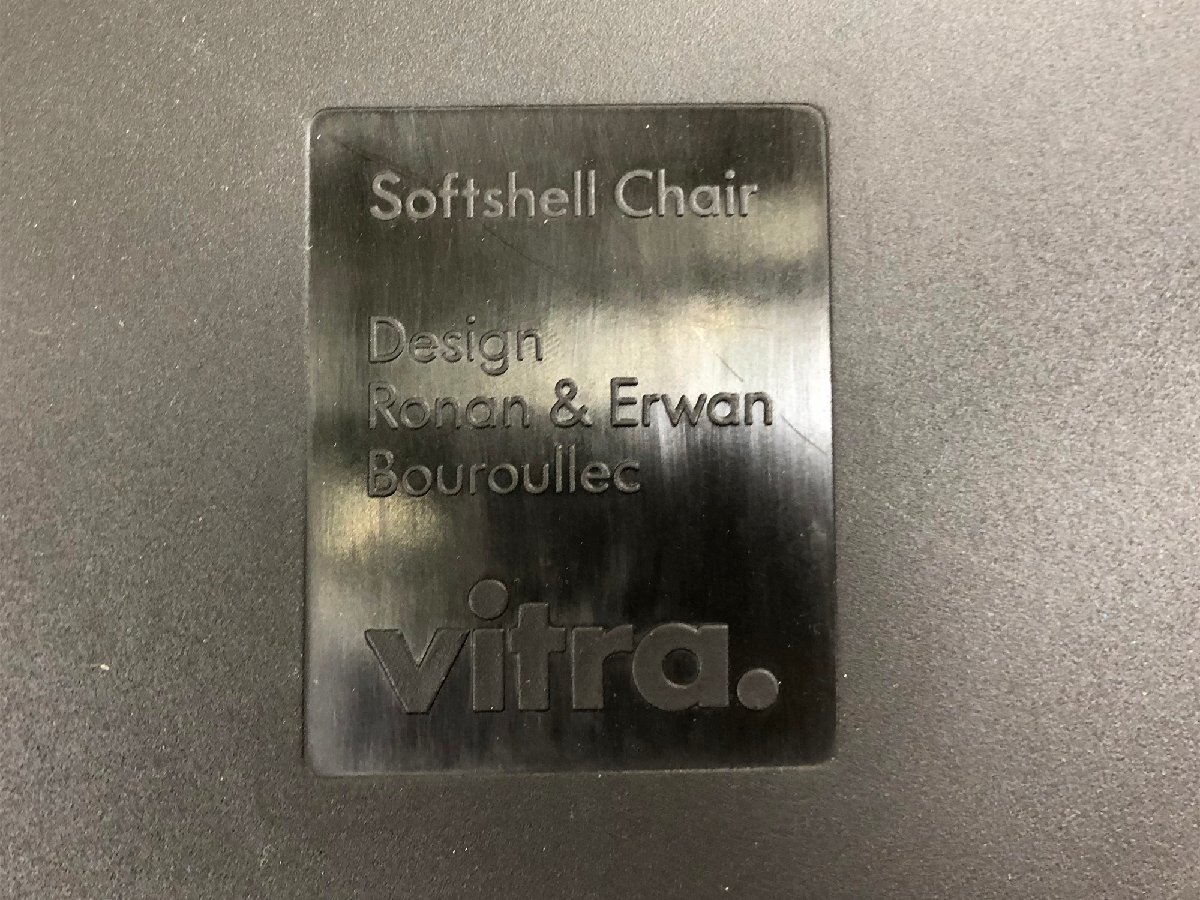 Softshell Chair
Design
Ronan & Erwan
Bouroullec
vitra.